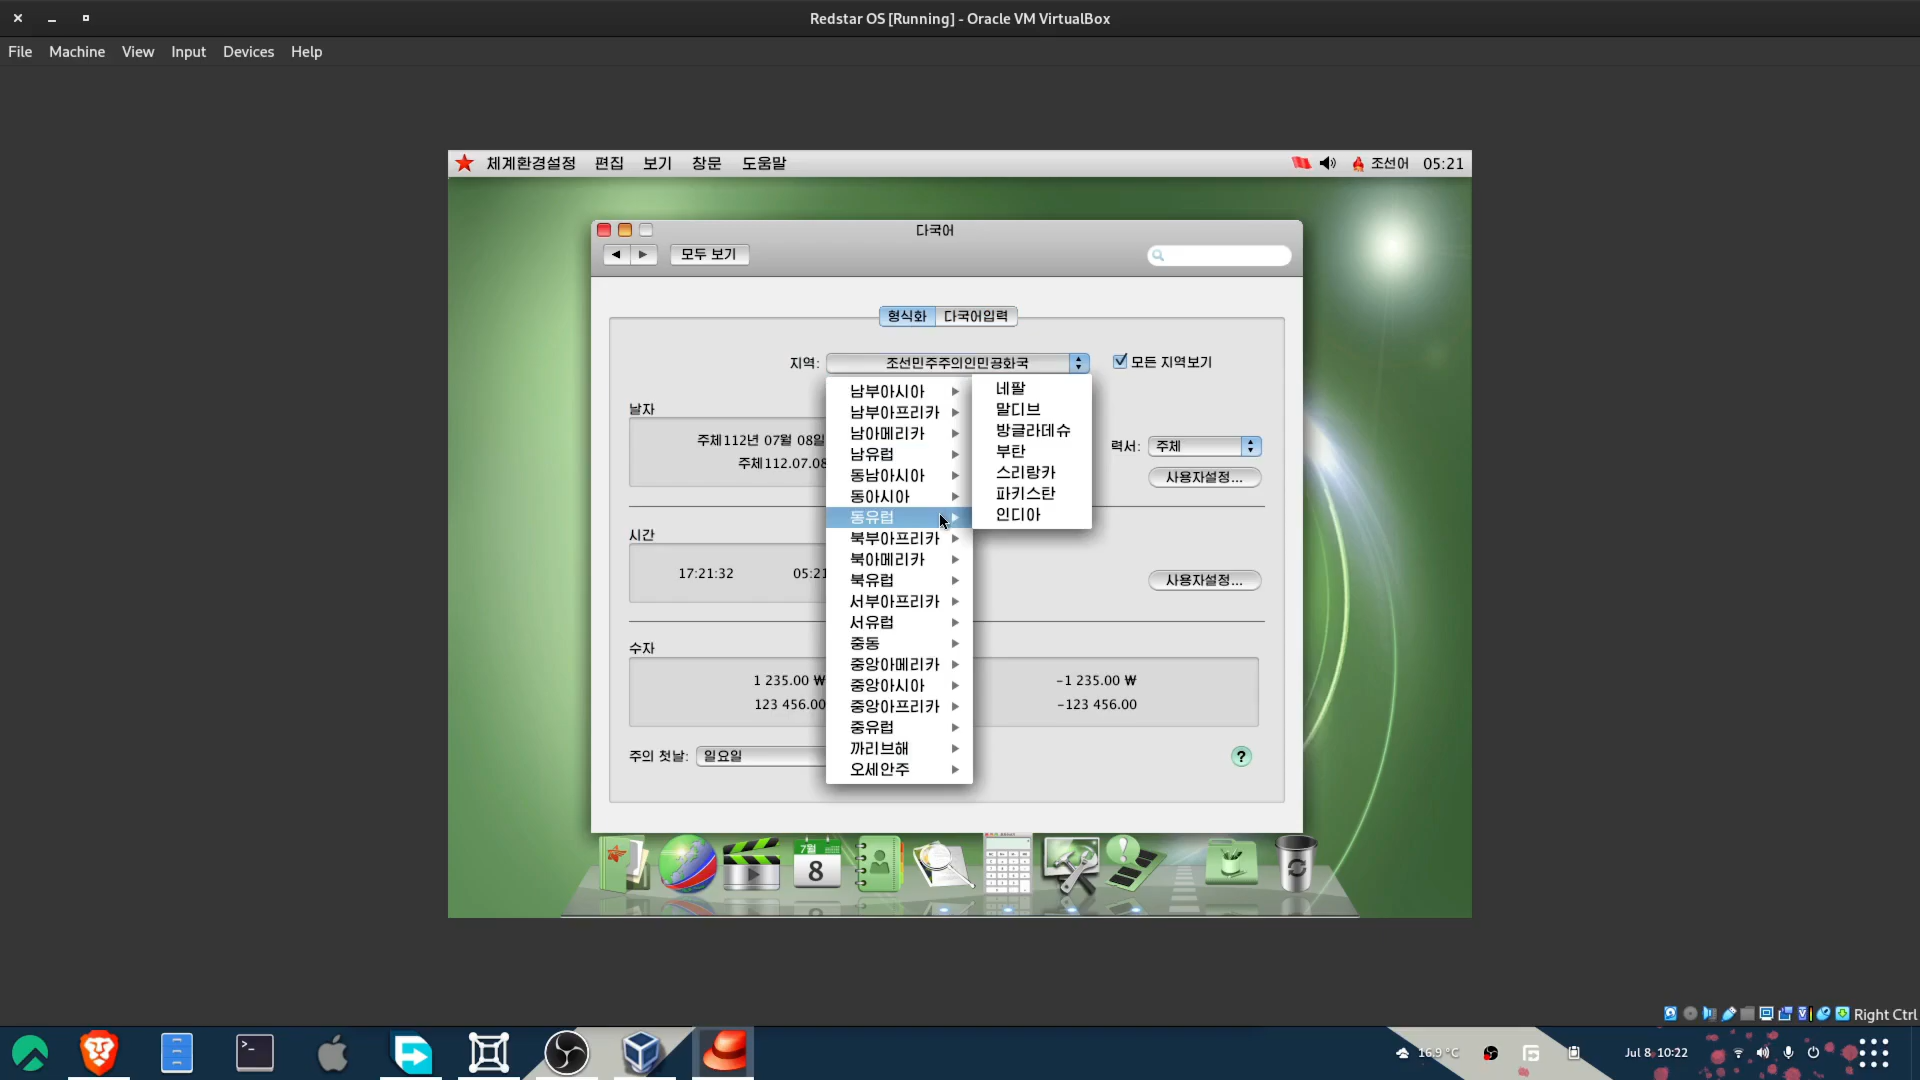 Redstar OS [Running] - Oracle VM VirtualBox
File Machine View Input Devices Help
체계환경설정 편집 보기 창문 도움말 조선어 05:21
다국어
모두 보기
형식화 다국어입력
지역: 조선민주주의인민공화국 모든 지역보기
남부아시아
남부아프리카
남아메리카
남유럽
동남아시아
동아시아
동유럽
북부아프리카
북아메리카
북유럽
서부아프리카
서유럽
중동
중앙아메리카
중앙아시아
중앙아프리카
중유럽
까리브해
오세안주
네팔
말디브
방글라데슈
부탄
스리랑카
파키스탄
인디아
날자
주체112년 07월 08일
주체112.07.08
력서: 주체
사용자설정...
시간
17:21:32 05:21
사용자설정...
수자
1 235.00 ₩ -1 235.00 ₩
123 456.00 -123 456.00
주의 첫날: 일요일
?
7월
8
Right Ctrl
16.9 °C
Jul 8, 10:22